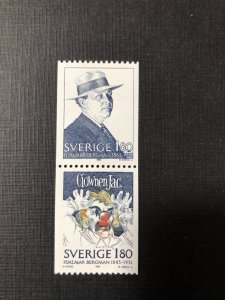 SVERIGE 1.80
HJALMAR BERGMAN 1883-1931
Clownen Jac
SVERIGE 1.80
HJALMAR BERGMAN 1883-1931